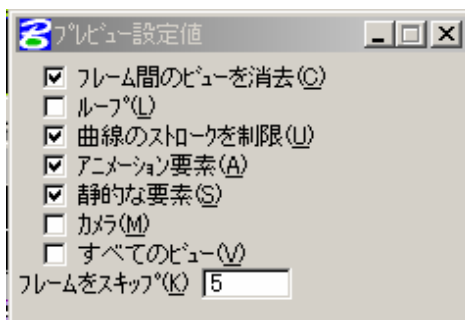 プレビュー設定値
フレーム間のビューを消去(C)
ループ(L)
曲線のストロークを制限(U)
アニメーション要素(A)
静的な要素(S)
カメラ(M)
すべてのビュー(V)
フレームをスキップ(K) 5